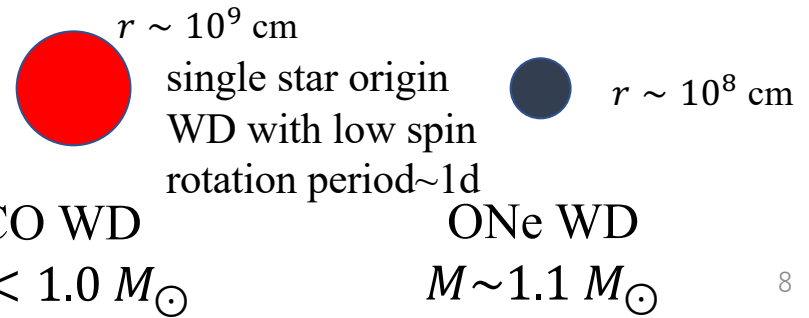 r ~ 10⁹ cm
single star origin
WD with low spin
rotation period~1d
r ~ 10⁸ cm
CO WD
< 1.0 M⊙
ONe WD
M~1.1 M⊙
8